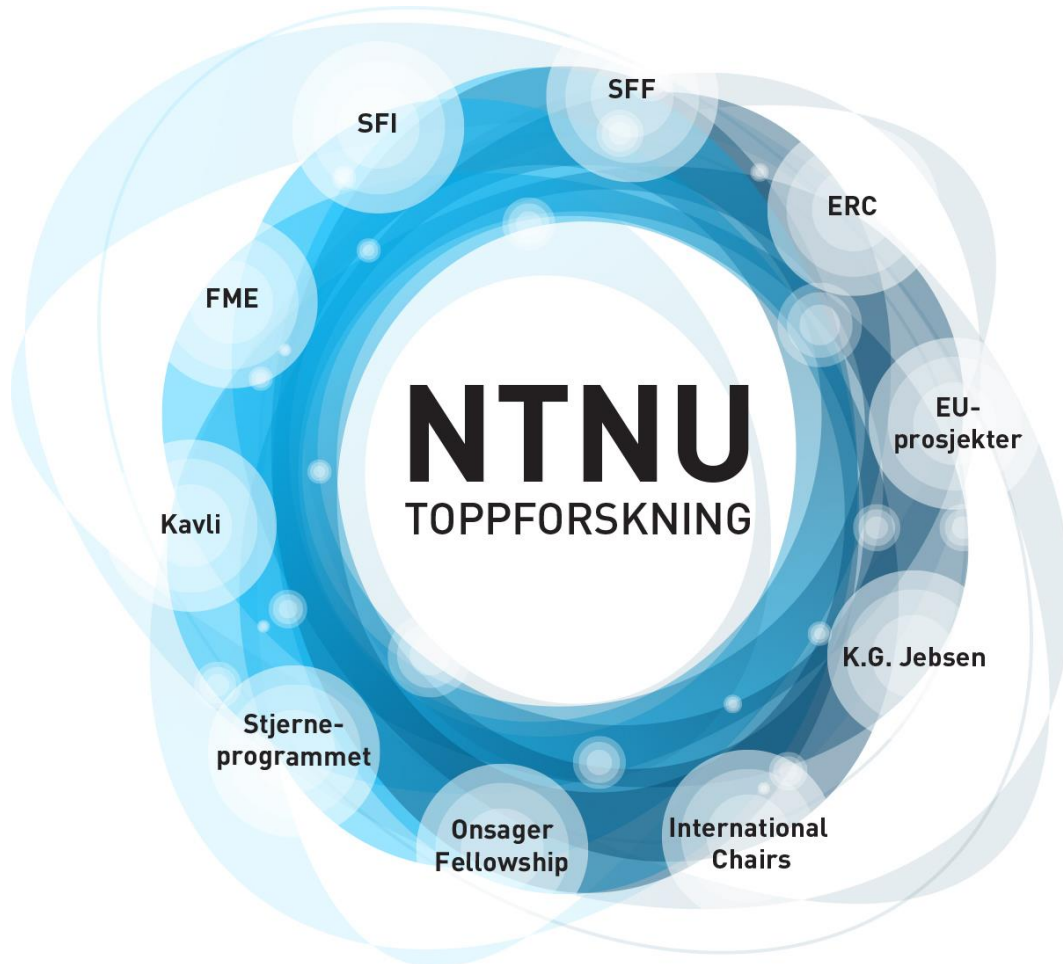 SFF
SFI
ERC
FME
EU-
prosjekter
NTNU
TOPPFORSKNING
Kavli
K.G. Jebsen
Stjerne-
programmet
Onsager
Fellowship
International
Chairs